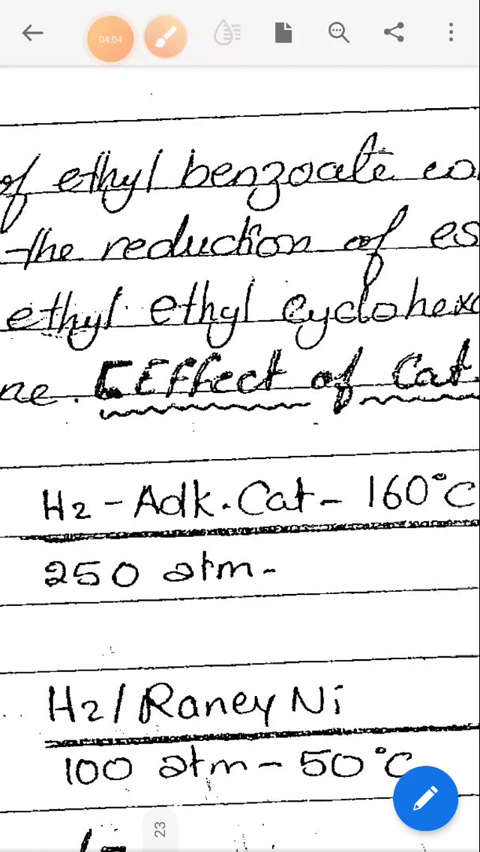 04:04
of ethyl benzoate co
the reduction of es
ethyl ethyl cyclohexa
ne. Effect of Cat.
H2 - Adk. Cat - 160°C
250 atm -
H2/Raney Ni
100 atm - 50°C
23